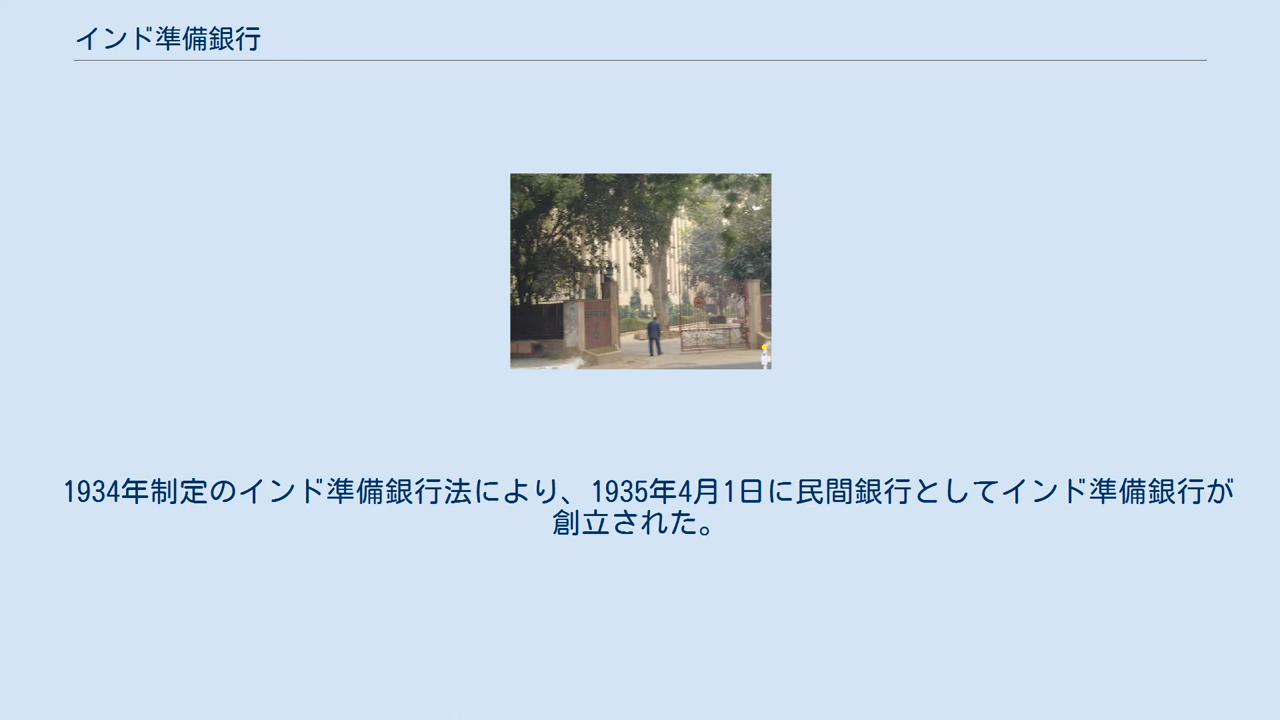 インド準備銀行
1934年制定のインド準備銀行法により、1935年4月1日に民間銀行としてインド準備銀行が
創立された。